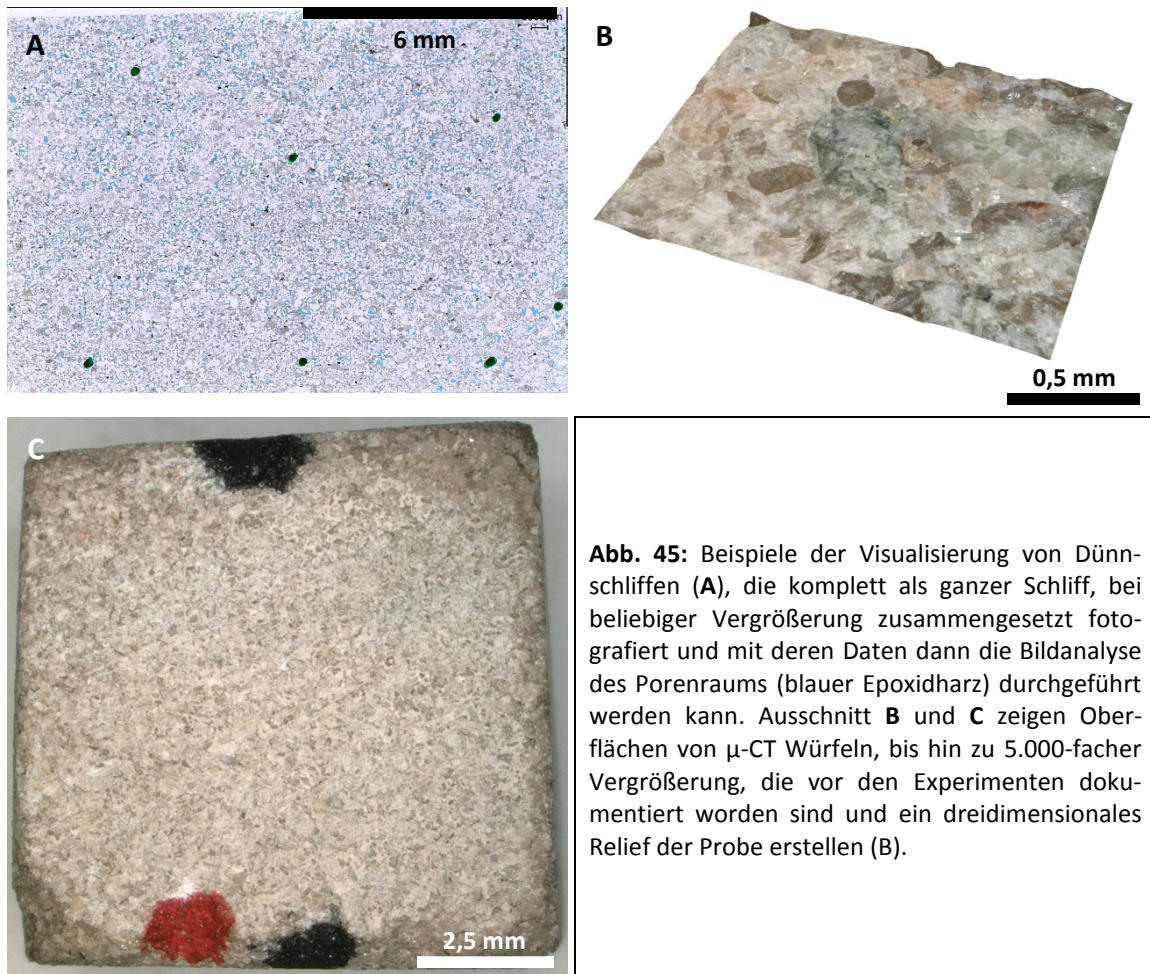 A
6 mm
B
0,5 mm
C
2,5 mm
Abb. 45: Beispiele der Visualisierung von Dünn-
schliffen (A), die komplett als ganzer Schliff, bei
beliebiger Vergrößerung zusammengesetzt foto-
grafiert und mit deren Daten dann die Bildanalyse
des Porenraums (blauer Epoxidharz) durchgeführt
werden kann. Ausschnitt B und C zeigen Ober-
flächen von µ-CT Würfeln, bis hin zu 5.000-facher
Vergrößerung, die vor den Experimenten doku-
mentiert worden sind und ein dreidimensionales
Relief der Probe erstellen (B).